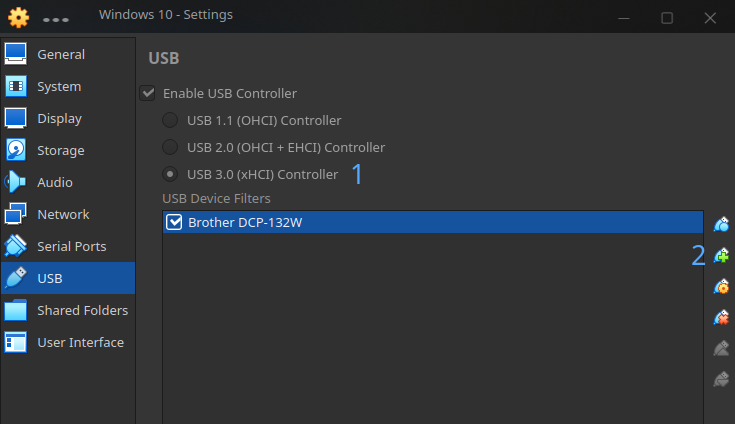 Windows 10 - Settings
General
System
Display
Storage
Audio
Network
Serial Ports
USB
Shared Folders
User Interface
USB
Enable USB Controller
USB 1.1 (OHCI) Controller
USB 2.0 (OHCI + EHCI) Controller
USB 3.0 (xHCI) Controller 1
USB Device Filters
Brother DCP-132W
2